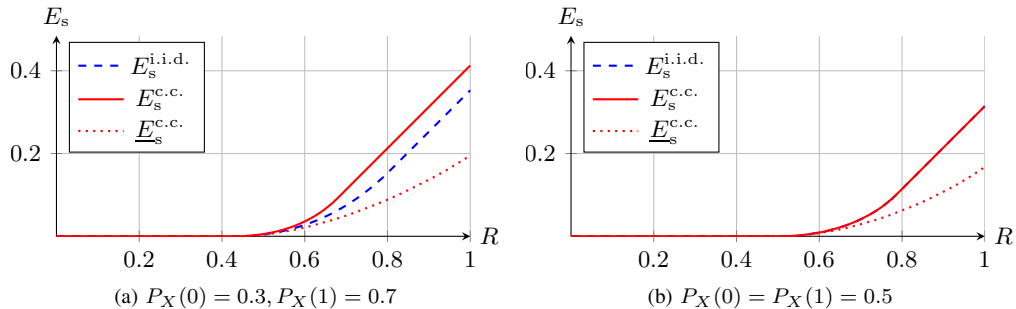 E_s
E_s^{i.i.d.}
E_s^{c.c.}
\underline{E}_s^{c.c.}
0.4
0.2
0.2 0.4 0.6 0.8 1
R
(a) P_X(0) = 0.3, P_X(1) = 0.7
E_s
E_s^{i.i.d.}
E_s^{c.c.}
\underline{E}_s^{c.c.}
0.4
0.2
0.2 0.4 0.6 0.8 1
R
(b) P_X(0) = P_X(1) = 0.5